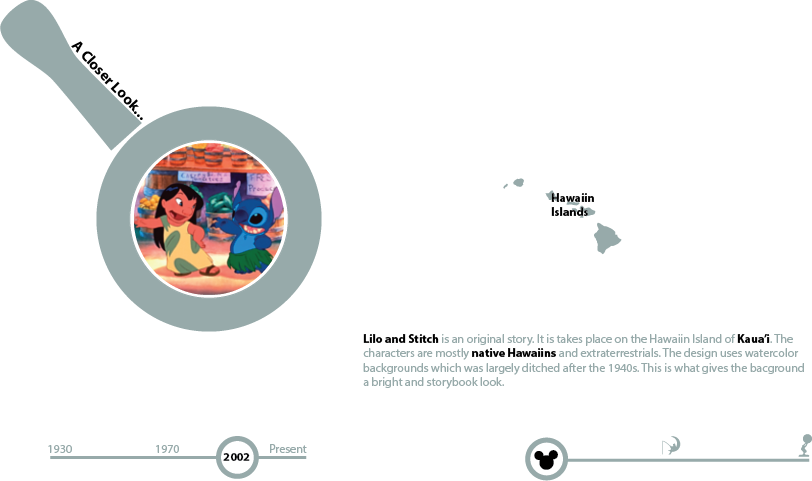 A Closer Look...
Hawaiin
Islands
Lilo and Stitch is an original story. It is takes place on the Hawaiin Island of Kaua'i. The
characters are mostly native Hawaiins and extraterrestrials. The design uses watercolor
backgrounds which was largely ditched after the 1940s. This is what gives the bacground
a bright and storybook look.
1930
1970
2002
Present